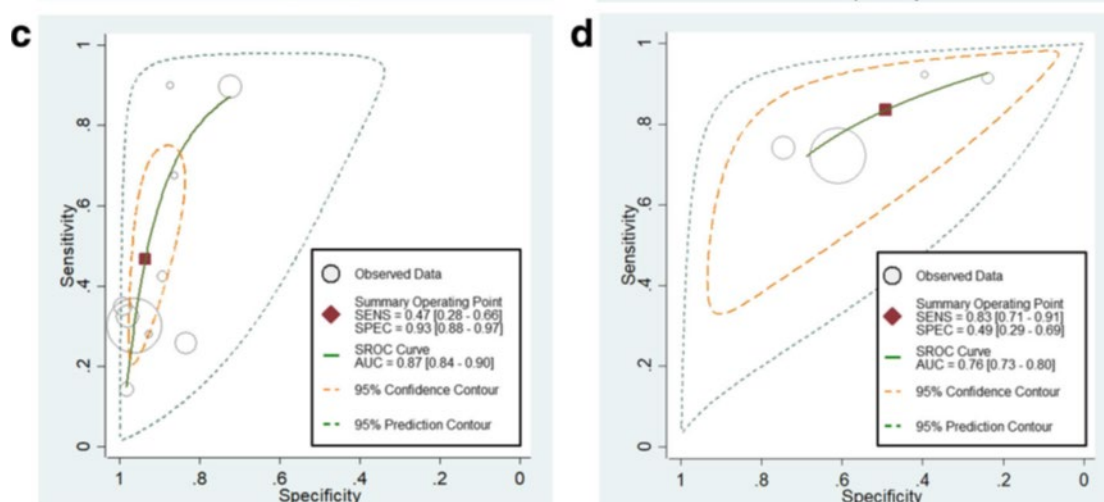 c
1
.8
.6
.4
.2
0
Sensitivity
1
.8
.6
.4
.2
0
Specificity
Observed Data
Summary Operating Point
SENS = 0.47 [0.28 - 0.66]
SPEC = 0.93 [0.88 - 0.97]
SROC Curve
AUC = 0.87 [0.84 - 0.90]
95% Confidence Contour
95% Prediction Contour
d
1
.8
.6
.4
.2
0
Sensitivity
1
.8
.6
.4
.2
0
Specificity
Observed Data
Summary Operating Point
SENS = 0.83 [0.71 - 0.91]
SPEC = 0.49 [0.29 - 0.69]
SROC Curve
AUC = 0.76 [0.73 - 0.80]
95% Confidence Contour
95% Prediction Contour